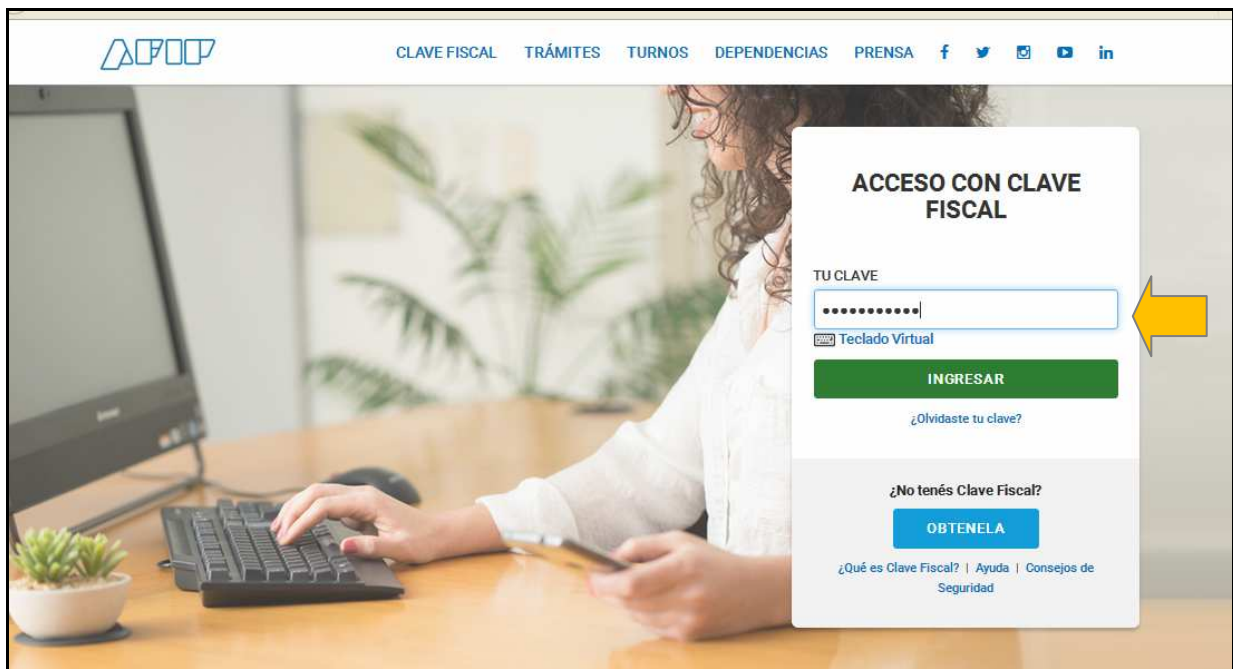 AFIP
CLAVE FISCAL TRÁMITES TURNOS DEPENDENCIAS PRENSA f in
ACCESO CON CLAVE
FISCAL
TU CLAVE
•••••••••••
Teclado Virtual
INGRESAR
¿Olvidaste tu clave?
¿No tenés Clave Fiscal?
OBTENELA
¿Qué es Clave Fiscal? | Ayuda | Consejos de
Seguridad